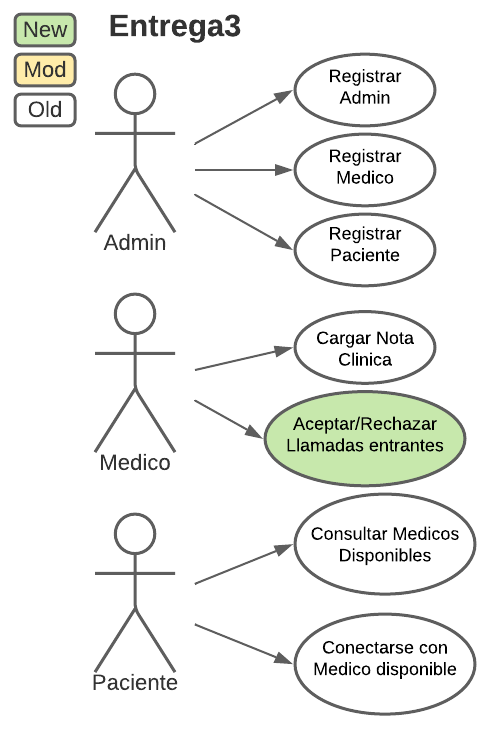 New
Entrega3
Mod
Old
Registrar
Admin
Registrar
Medico
Registrar
Paciente
Admin
Cargar Nota
Clinica
Aceptar/Rechazar
Llamadas entrantes
Medico
Consultar Medicos
Disponibles
Conectarse con
Medico disponible
Paciente